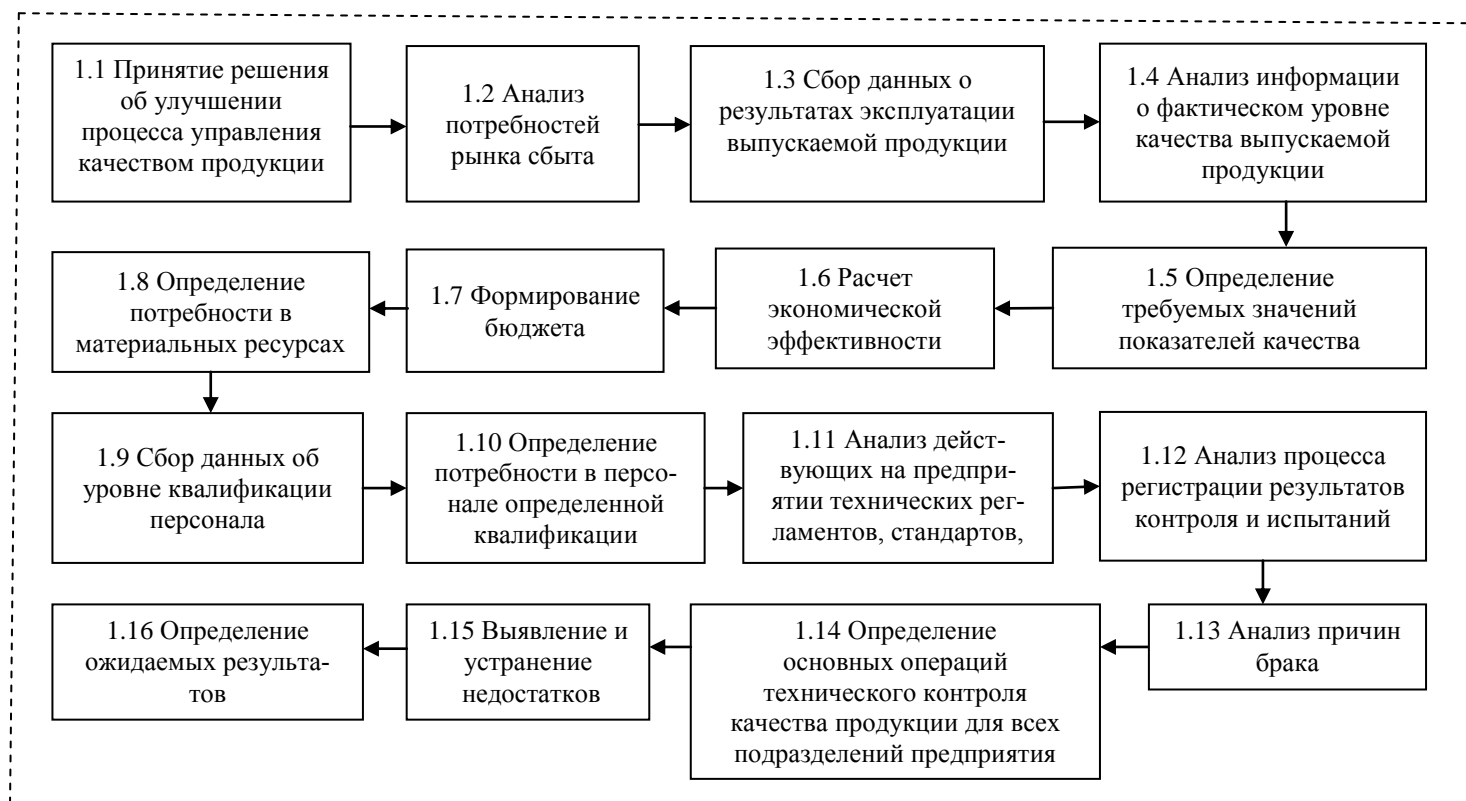 1.1 Принятие решения
об улучшении
процесса управления
качеством продукции
1.2 Анализ
потребностей
рынка сбыта
1.3 Сбор данных о
результатах эксплуатации
выпускаемой продукции
1.4 Анализ информации
о фактическом уровне
качества выпускаемой
продукции
1.5 Определение
требуемых значений
показателей качества
1.6 Расчет
экономической
эффективности
1.7 Формирование
бюджета
1.8 Определение
потребности в
материальных ресурсах
1.9 Сбор данных об
уровне квалификации
персонала
1.10 Определение
потребности в персо-
нале определенной
квалификации
1.11 Анализ дейст-
вующих на предпри-
ятии технических рег-
ламентов, стандартов,
1.12 Анализ процесса
регистрации результатов
контроля и испытаний
1.13 Анализ причин
брака
1.14 Определение
основных операций
технического контроля
качества продукции для всех
подразделений предприятия
1.15 Выявление и
устранение
недостатков
1.16 Определение
ожидаемых результа-
тов